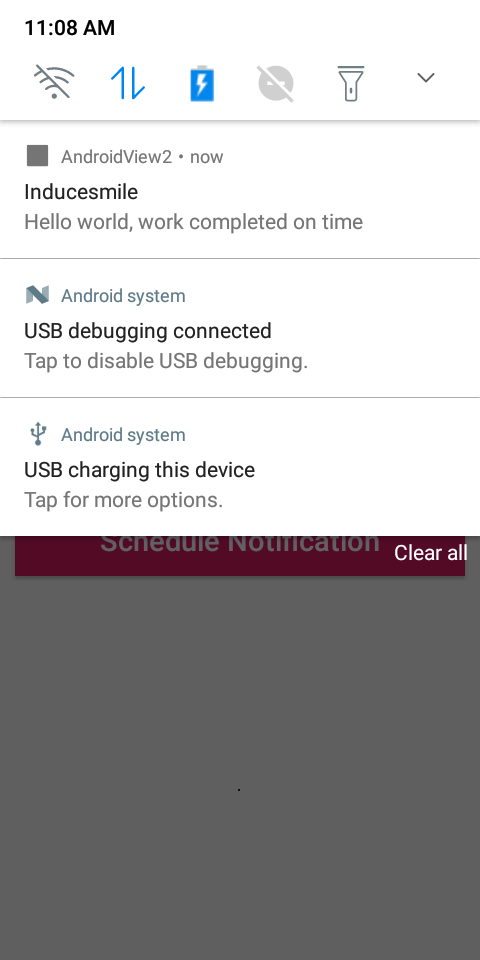 11:08 AM
AndroidView2 • now
Inducesmile
Hello world, work completed on time
Android system
USB debugging connected
Tap to disable USB debugging.
Android system
USB charging this device
Tap for more options.
Schedule Notification
Clear all